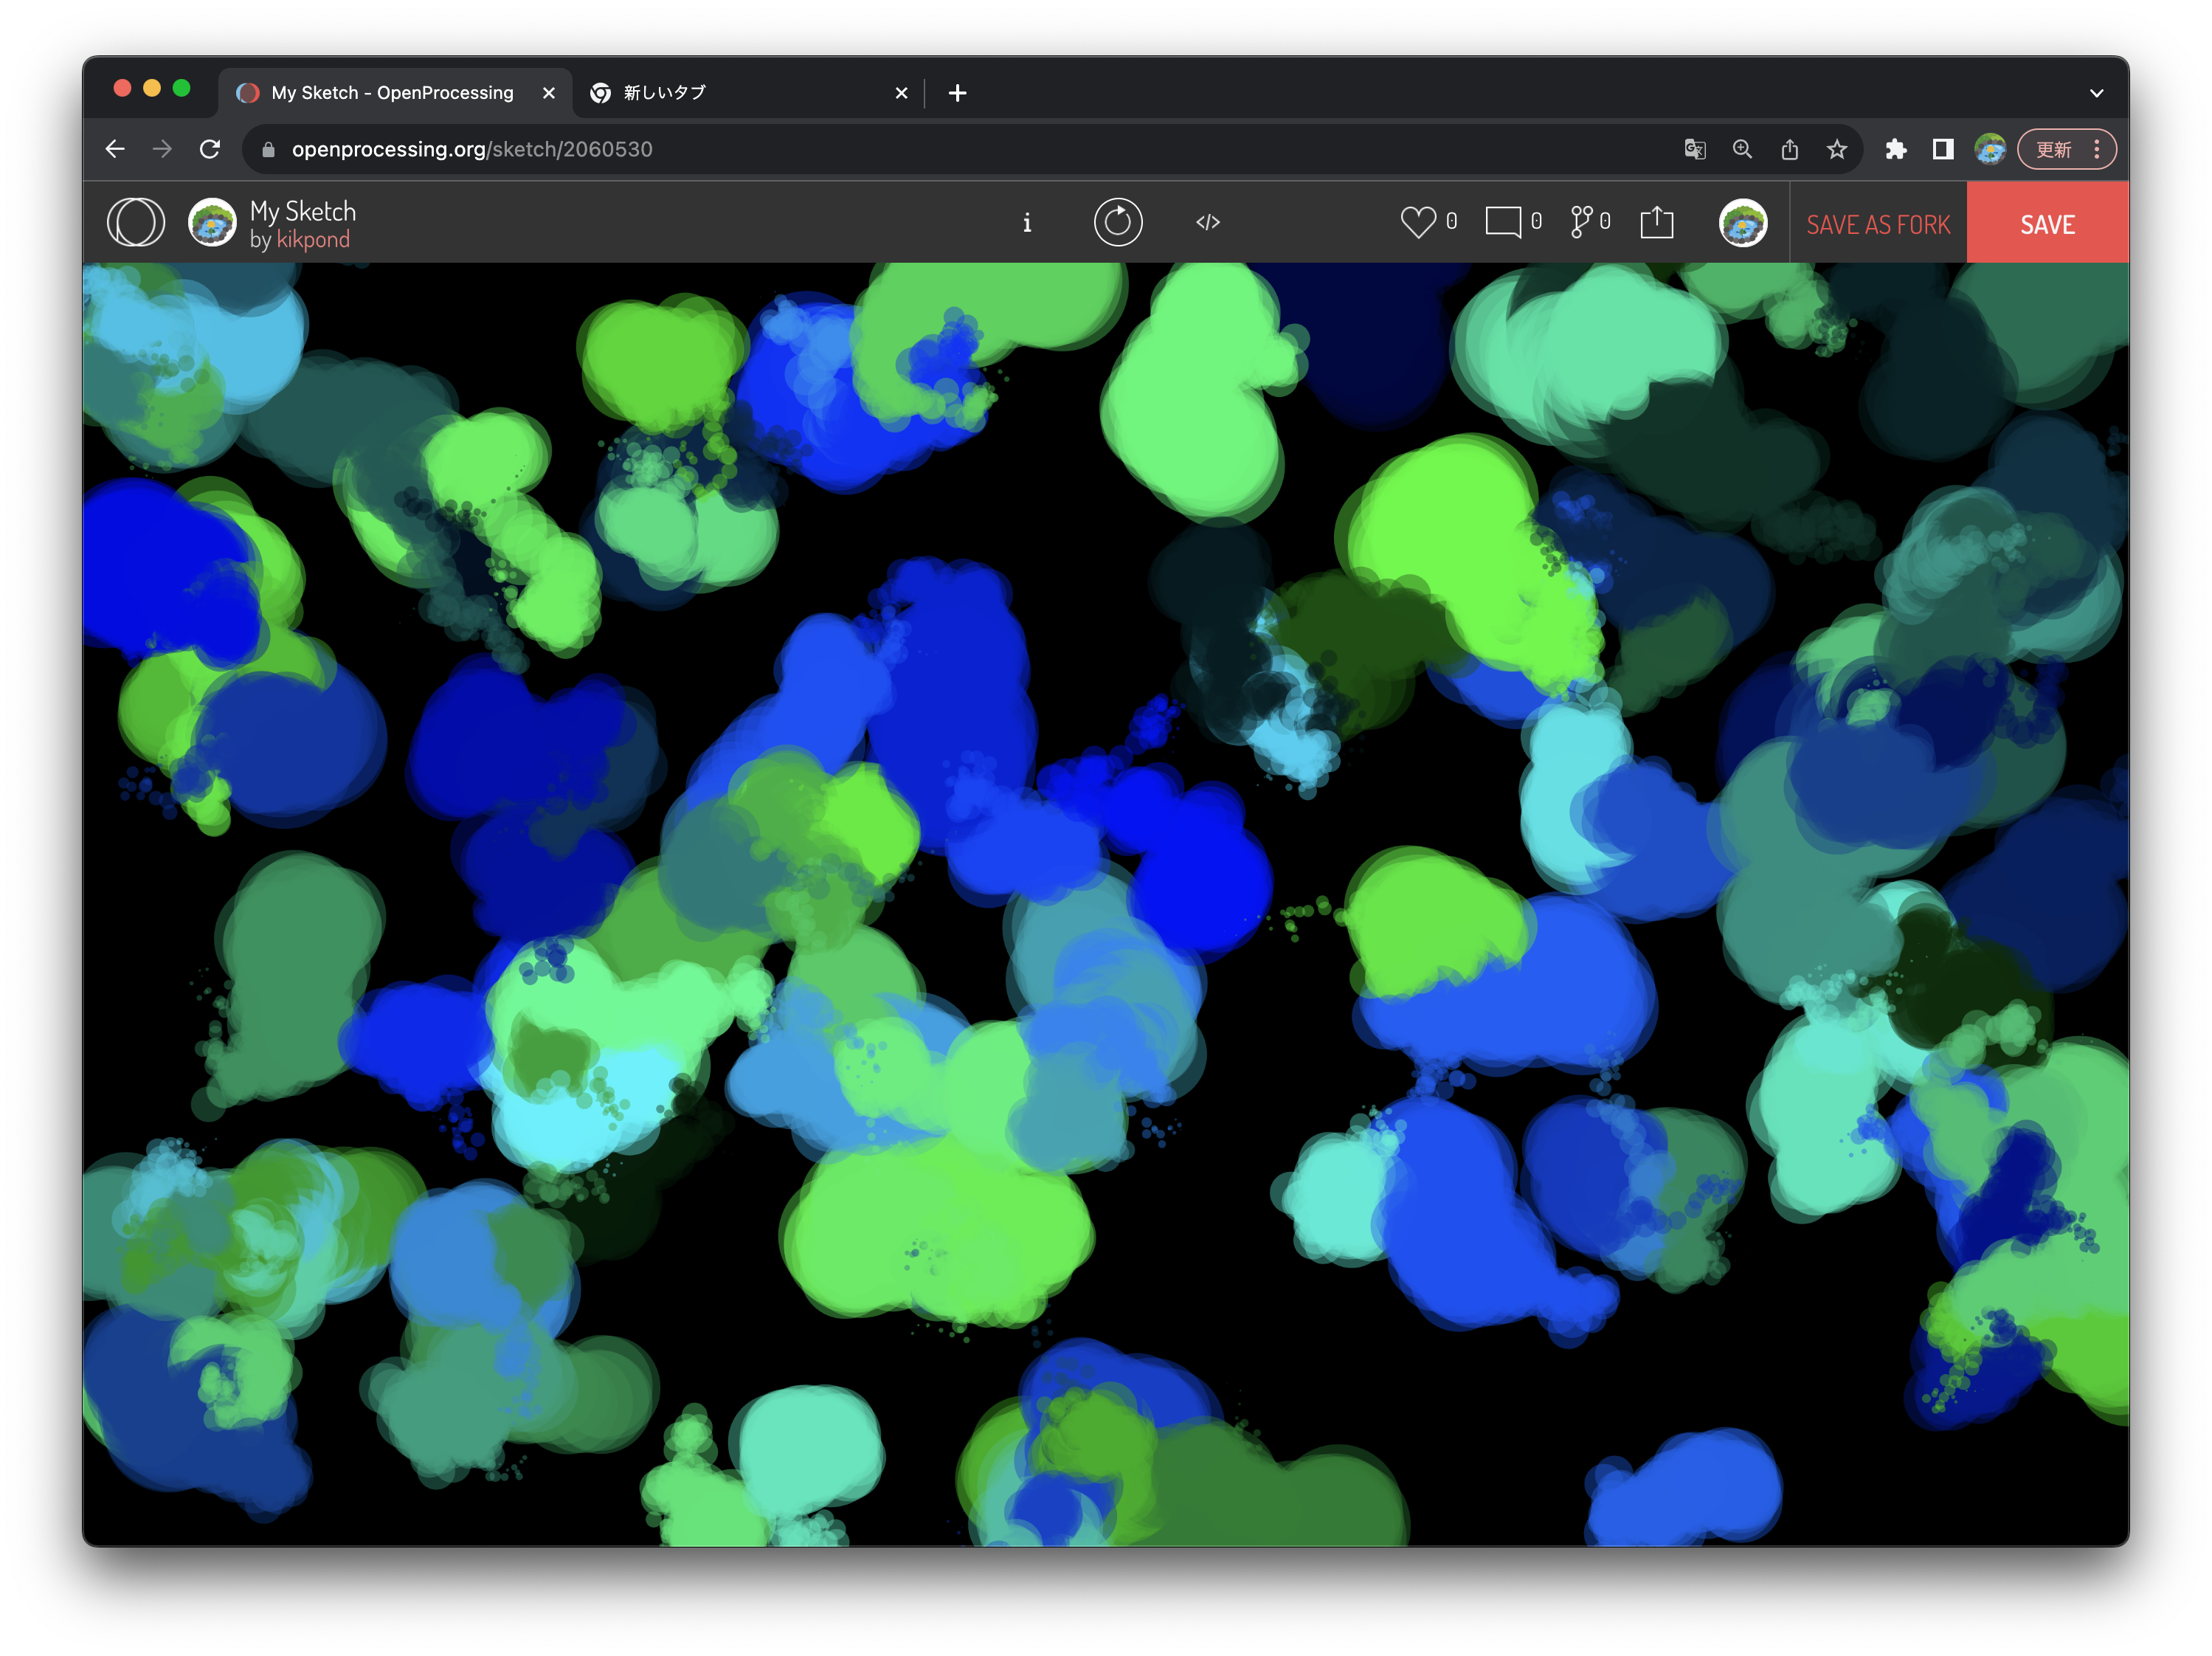 My Sketch - OpenProcessing
新しいタブ
openprocessing.org/sketch/2060530
更新
My Sketch
by kikpond
i
</>
0
0
0
SAVE AS FORK
SAVE